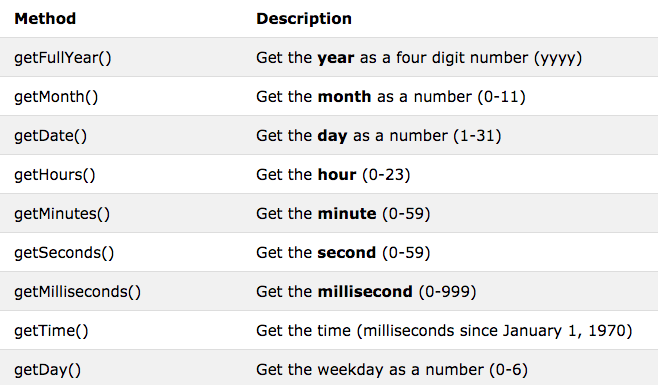 Method Description
getFullYear() Get the year as a four digit number (yyyy)
getMonth() Get the month as a number (0-11)
getDate() Get the day as a number (1-31)
getHours() Get the hour (0-23)
getMinutes() Get the minute (0-59)
getSeconds() Get the second (0-59)
getMilliseconds() Get the millisecond (0-999)
getTime() Get the time (milliseconds since January 1, 1970)
getDay() Get the weekday as a number (0-6)